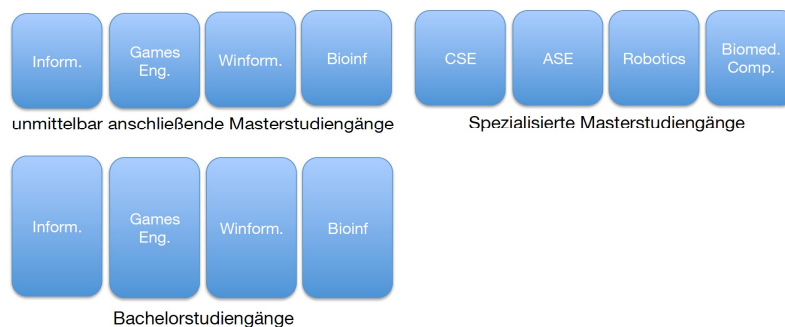 Inform.
Games
Eng.
Winform.
Bioinf
CSE
ASE
Robotics
Biomed.
Comp.
unmittelbar anschließende Masterstudiengänge
Spezialisierte Masterstudiengänge
Inform.
Games
Eng.
Winform.
Bioinf
Bachelorstudiengänge